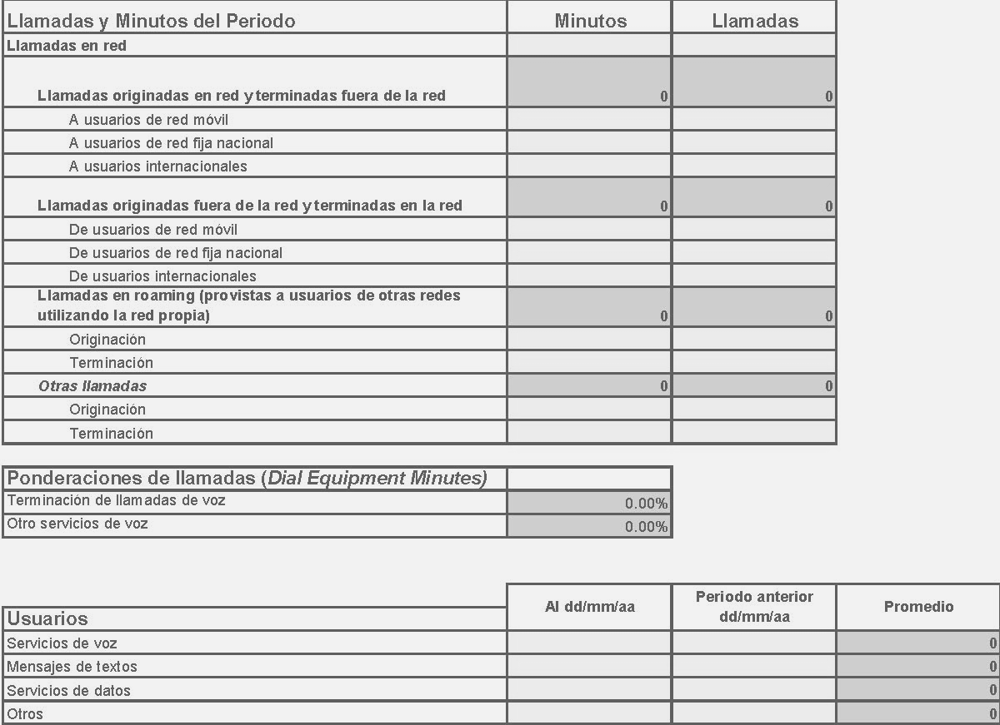 Llamadas y Minutos del Periodo Minutos Llamadas
Llamadas en red
Llamadas originadas en red y terminadas fuera de la red 0 0
A usuarios de red móvil
A usuarios de red fija nacional
A usuarios internacionales
Llamadas originadas fuera de la red y terminadas en la red 0 0
De usuarios de red móvil
De usuarios de red fija nacional
De usuarios internacionales
Llamadas en roaming (provistas a usuarios de otras redes
utilizando la red propia) 0 0
Originación
Terminación
Otras llamadas 0 0
Originación
Terminación
Ponderaciones de llamadas (Dial Equipment Minutes)
Terminación de llamadas de voz 0.00%
Otro servicios de voz 0.00%
Usuarios Al dd/mm/aa Periodo anterior Promedio
dd/mm/aa
Servicios de voz 0
Mensajes de textos 0
Servicios de datos 0
Otros 0